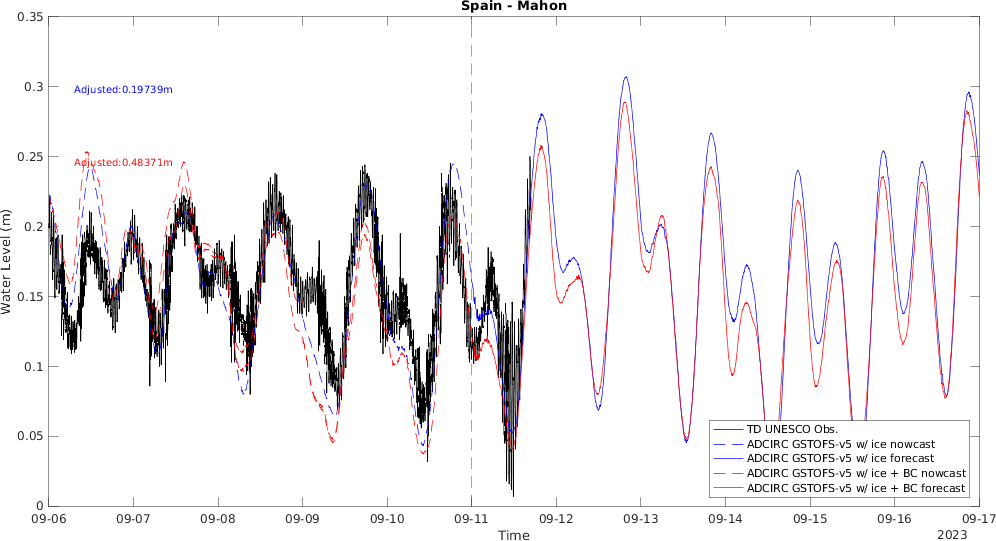 Spain - Mahon
0.35
0.3
0.25
0.2
0.15
0.1
0.05
0
Water Level (m)
Adjusted:0.19739m
Adjusted:0.48371m
TD UNESCO Obs.
ADCIRC GSTOFS-v5 w/ ice nowcast
ADCIRC GSTOFS-v5 w/ ice forecast
ADCIRC GSTOFS-v5 w/ ice + BC nowcast
ADCIRC GSTOFS-v5 w/ ice + BC forecast
09-06 09-07 09-08 09-09 09-10 09-11 09-12 09-13 09-14 09-15 09-16 09-17
Time
2023